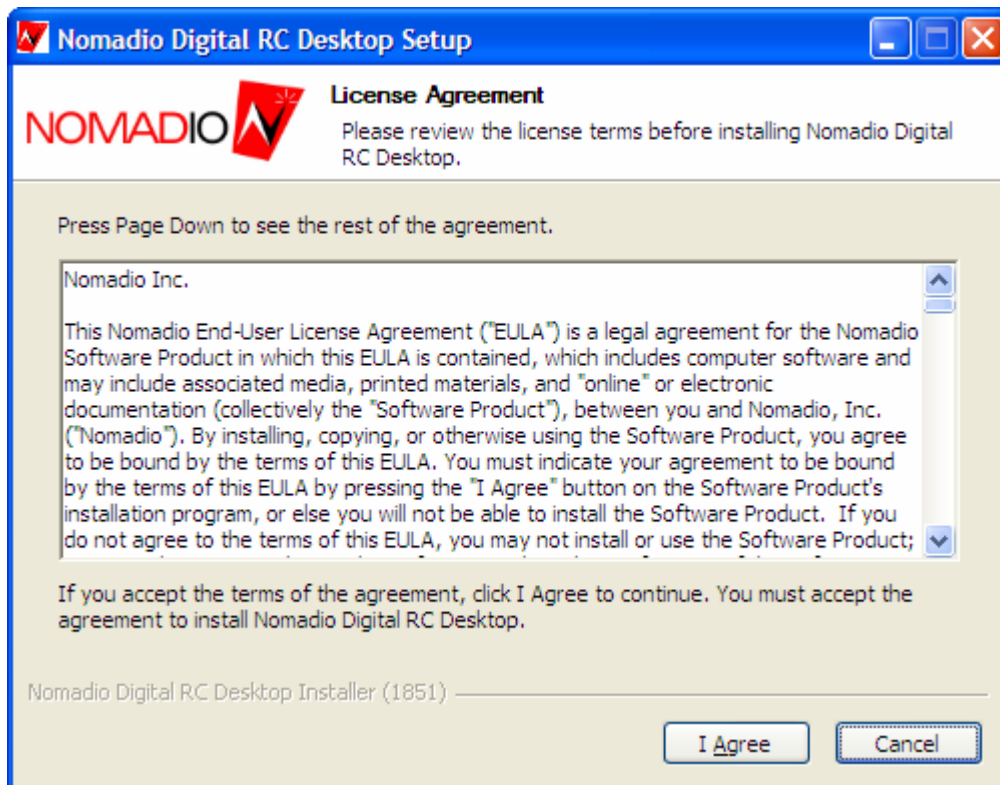 Nomadio Digital RC Desktop Setup
NOMADIO
License Agreement
Please review the license terms before installing Nomadio Digital
RC Desktop.
Press Page Down to see the rest of the agreement.
Nomadio Inc.
This Nomadio End-User License Agreement ("EULA") is a legal agreement for the Nomadio
Software Product in which this EULA is contained, which includes computer software and
may include associated media, printed materials, and "online" or electronic
documentation (collectively the "Software Product"), between you and Nomadio, Inc.
("Nomadio"). By installing, copying, or otherwise using the Software Product, you agree
to be bound by the terms of this EULA. You must indicate your agreement to be bound
by the terms of this EULA by pressing the "I Agree" button on the Software Product's
installation program, or else you will not be able to install the Software Product.  If you
do not agree to the terms of this EULA, you may not install or use the Software Product;
If you accept the terms of the agreement, click I Agree to continue. You must accept the
agreement to install Nomadio Digital RC Desktop.
Nomadio Digital RC Desktop Installer (1851)
I Agree
Cancel